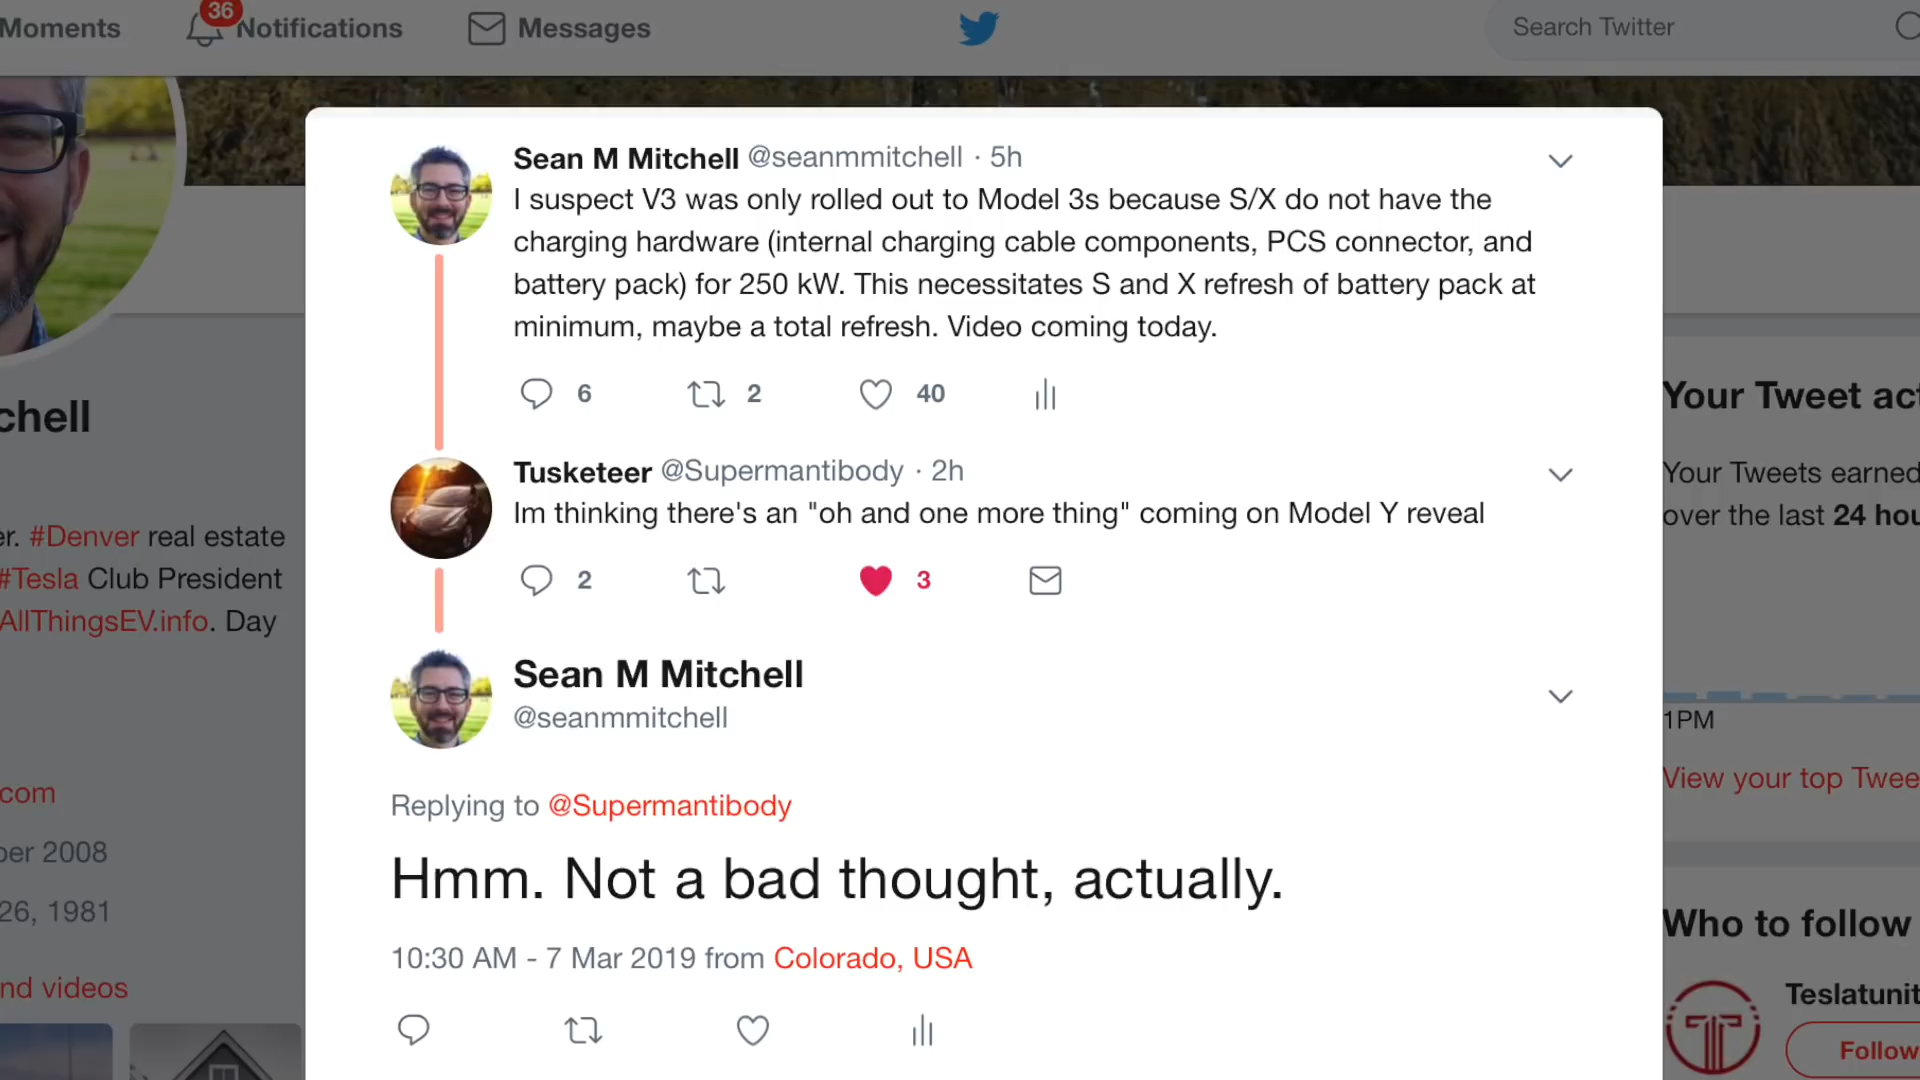 Moments
36
Notifications
Messages
Search Twitter
Sean M Mitchell @seanmmitchell · 5h
I suspect V3 was only rolled out to Model 3s because S/X do not have the
charging hardware (internal charging cable components, PCS connector, and
battery pack) for 250 kW. This necessitates S and X refresh of battery pack at
minimum, maybe a total refresh. Video coming today.
6 2 40
Tusketeer @Supermantibody · 2h
Im thinking there's an "oh and one more thing" coming on Model Y reveal
2 3
Sean M Mitchell
@seanmmitchell
Replying to @Supermantibody
Hmm. Not a bad thought, actually.
10:30 AM - 7 Mar 2019 from Colorado, USA
chell
er. #Denver real estate
#Tesla Club President
AllThingsEV.info. Day
com
ber 2008
26, 1981
nd videos
Your Tweet act
Your Tweets earned
over the last 24 hou
1PM
View your top Twee
Who to follow
Teslatunit
Follow